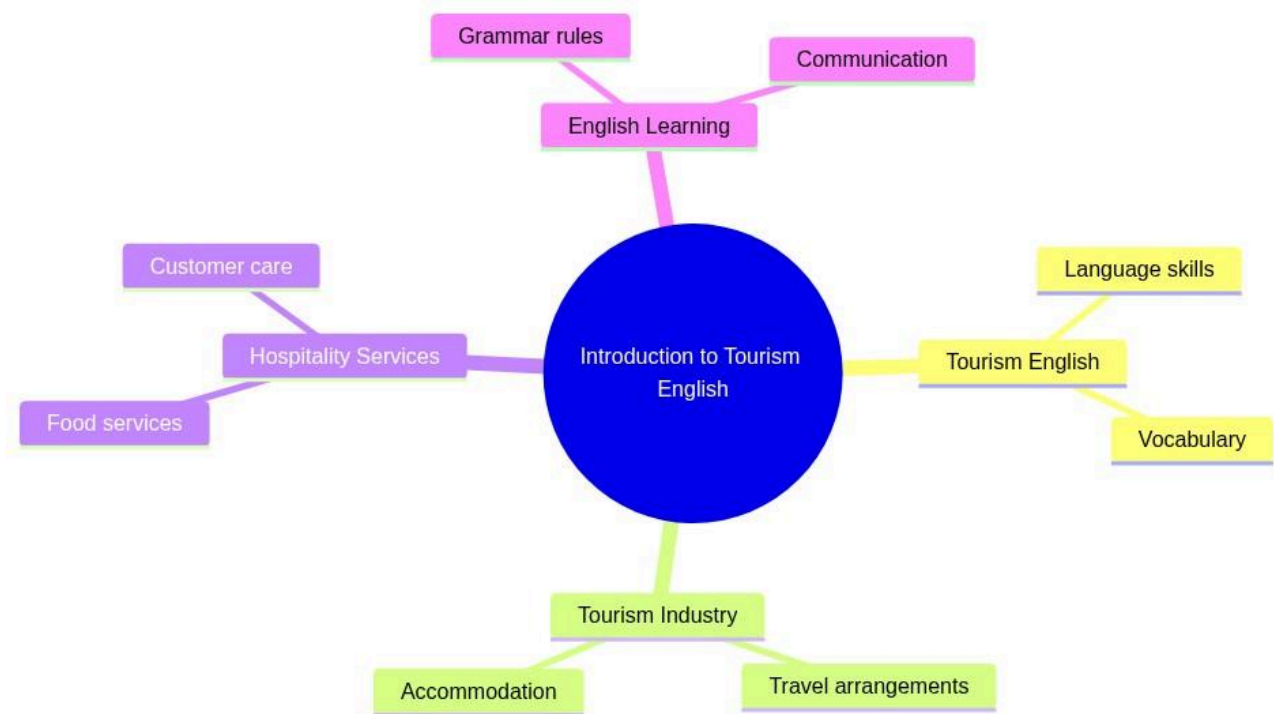 Grammar rules
Communication
English Learning
Customer care
Language skills
Hospitality Services
Introduction to Tourism
English
Tourism English
Food services
Vocabulary
Tourism Industry
Accommodation
Travel arrangements